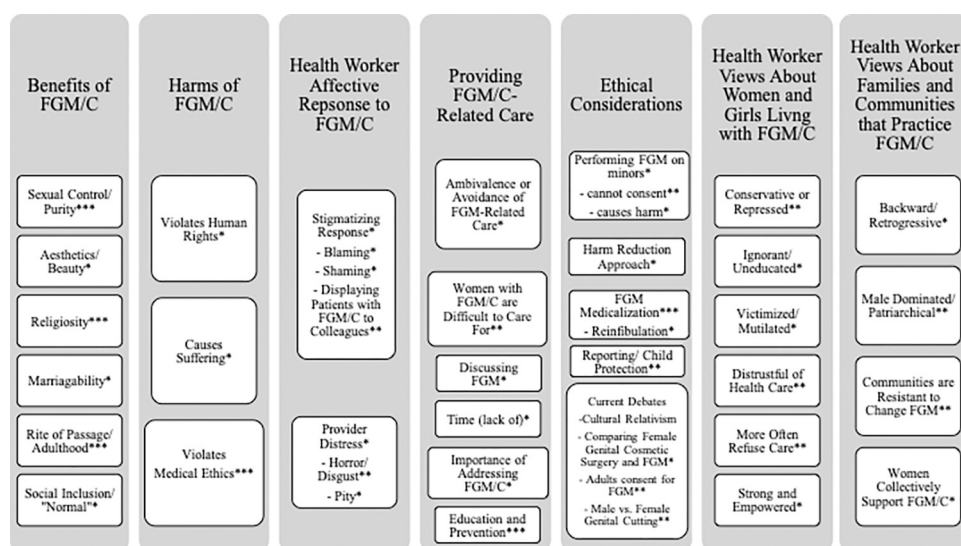 Benefits of
FGM/C
Sexual Control/
Purity***
Aesthetics/
Beauty*
Religiosity***
Marriagability*
Rite of Passage/
Adulthood***
Social Inclusion/
"Normal"*
Harms of
FGM/C
Violates Human
Rights*
Causes
Suffering*
Violates
Medical Ethics***
Health Worker
Affective
Repsonse to
FGM/C
Stigmatizing
Response*
- Blaming*
- Shaming*
- Displaying
Patients with
FGM/C to
Colleagues**
Provider
Distress*
- Horror/
Disgust**
- Pity*
Providing
FGM/C-
Related Care
Ambivalence or
Avoidance of
FGM-Related
Care*
Women with
FGM/C are
Difficult to Care
For**
Discussing
FGM*
Time (lack of)*
Importance of
Addressing
FGM/C*
Education and
Prevention***
Ethical
Considerations
Performing FGM on
minors*
- cannot consent**
- causes harm*
Harm Reduction
Approach*
FGM
Medicalization***
- Reinfibulation*
Reporting/ Child
Protection**
Current Debates
-Cultural Relativism
- Comparing Female
Genital Cosmetic
Surgery and FGM*
- Adults consent for
FGM**
- Male vs. Female
Genital Cutting**
Health Worker
Views About
Women and
Girls Livng
with FGM/C
Conservative or
Repressed**
Ignorant/
Uneducated*
Victimized/
Mutilated*
Distrustful of
Health Care**
More Often
Refuse Care**
Strong and
Empowered*
Health Worker
Views About
Families and
Communities
that Practice
FGM/C
Backward/
Retrogressive*
Male Dominated/
Patriarchical**
Communities are
Resistant to
Change FGM**
Women
Collectively
Support FGM/C*